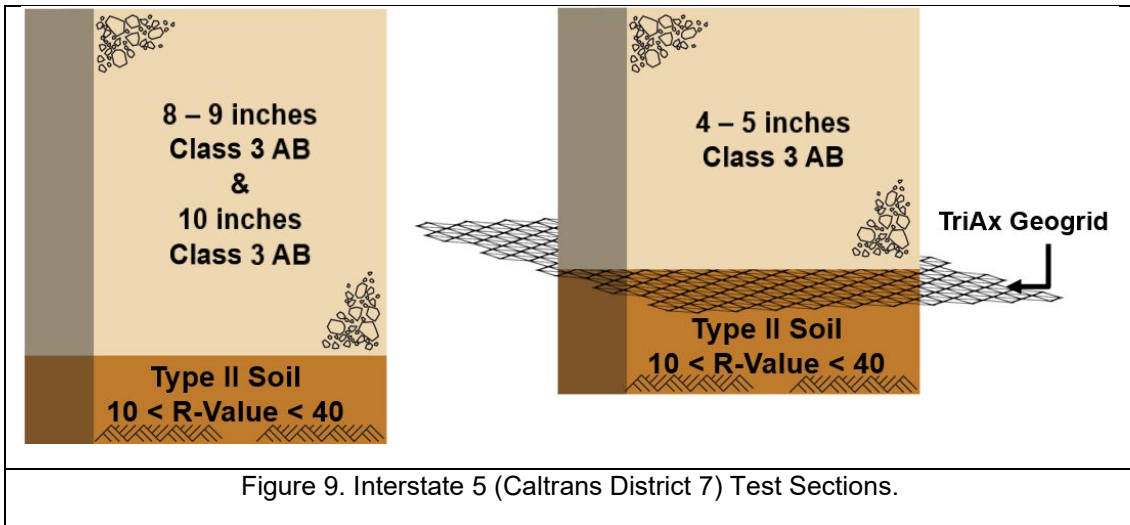 8 – 9 inches
Class 3 AB
&
10 inches
Class 3 AB
Type II Soil
10 < R-Value < 40
4 – 5 inches
Class 3 AB
TriAx Geogrid
Type II Soil
10 < R-Value < 40
Figure 9. Interstate 5 (Caltrans District 7) Test Sections.